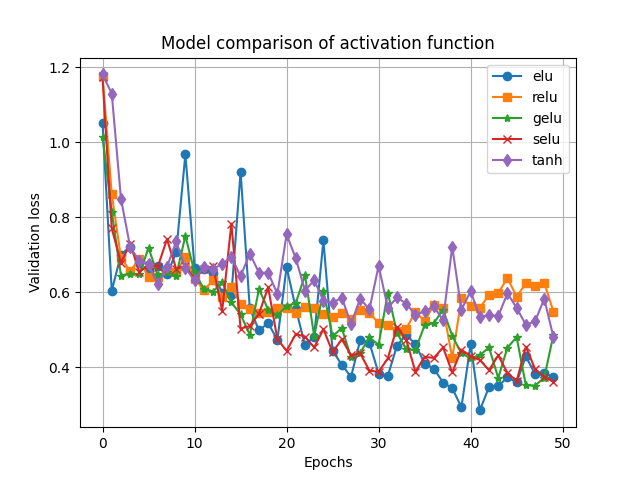 Model comparison of activation function
1.2
1.0
0.8
0.6
0.4
Validation loss
elu
relu
gelu
selu
tanh
0
10
20
30
40
50
Epochs